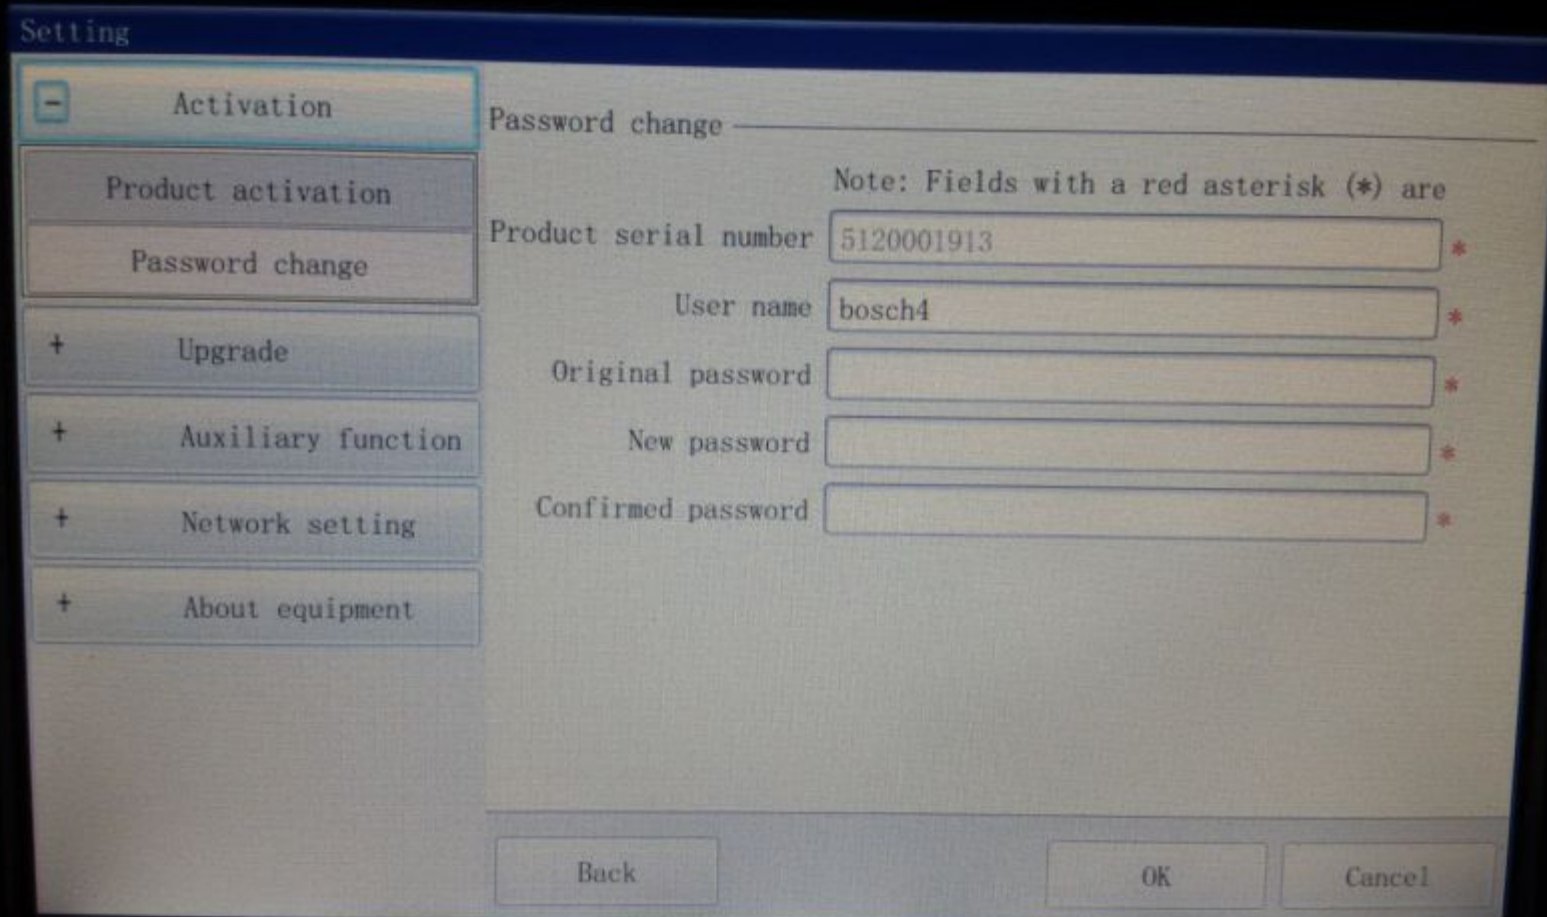 Setting
- Activation
Product activation
Password change
+ Upgrade
+ Auxiliary function
+ Network setting
+ About equipment
Password change
Note: Fields with a red asterisk (*) are
Product serial number 5120001913 *
User name bosch4 *
Original password *
New password *
Confirmed password *
Back OK Cancel